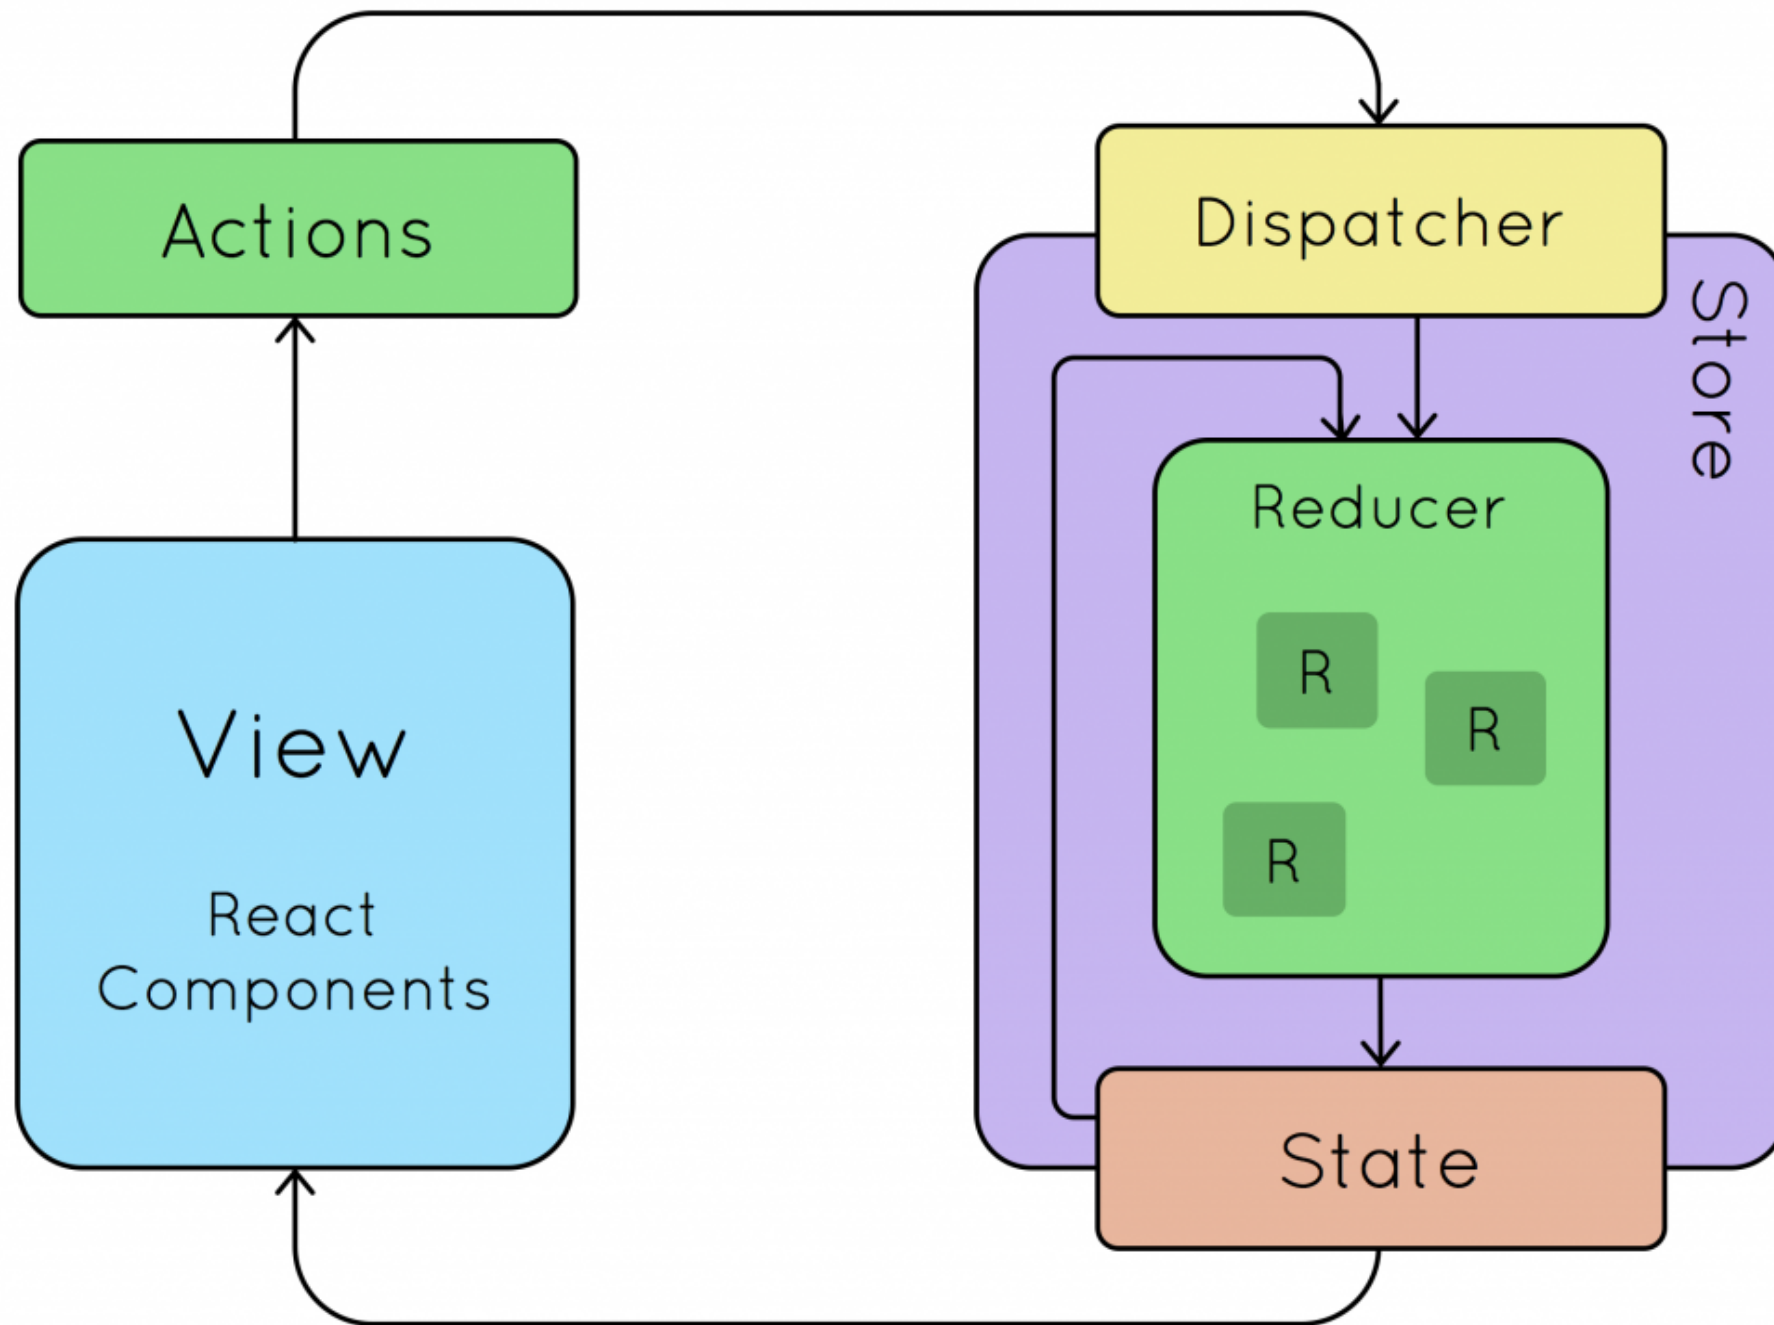 Actions
Dispatcher
Store
Reducer
R
R
R
View
React
Components
State